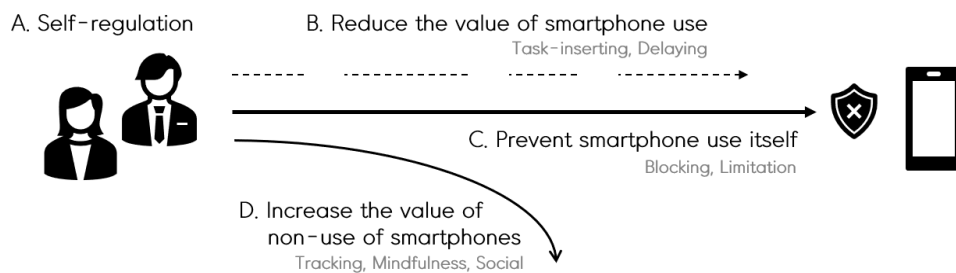 A. Self-regulation
B. Reduce the value of smartphone use
Task-inserting, Delaying
C. Prevent smartphone use itself
Blocking, Limitation
D. Increase the value of
non-use of smartphones
Tracking, Mindfulness, Social